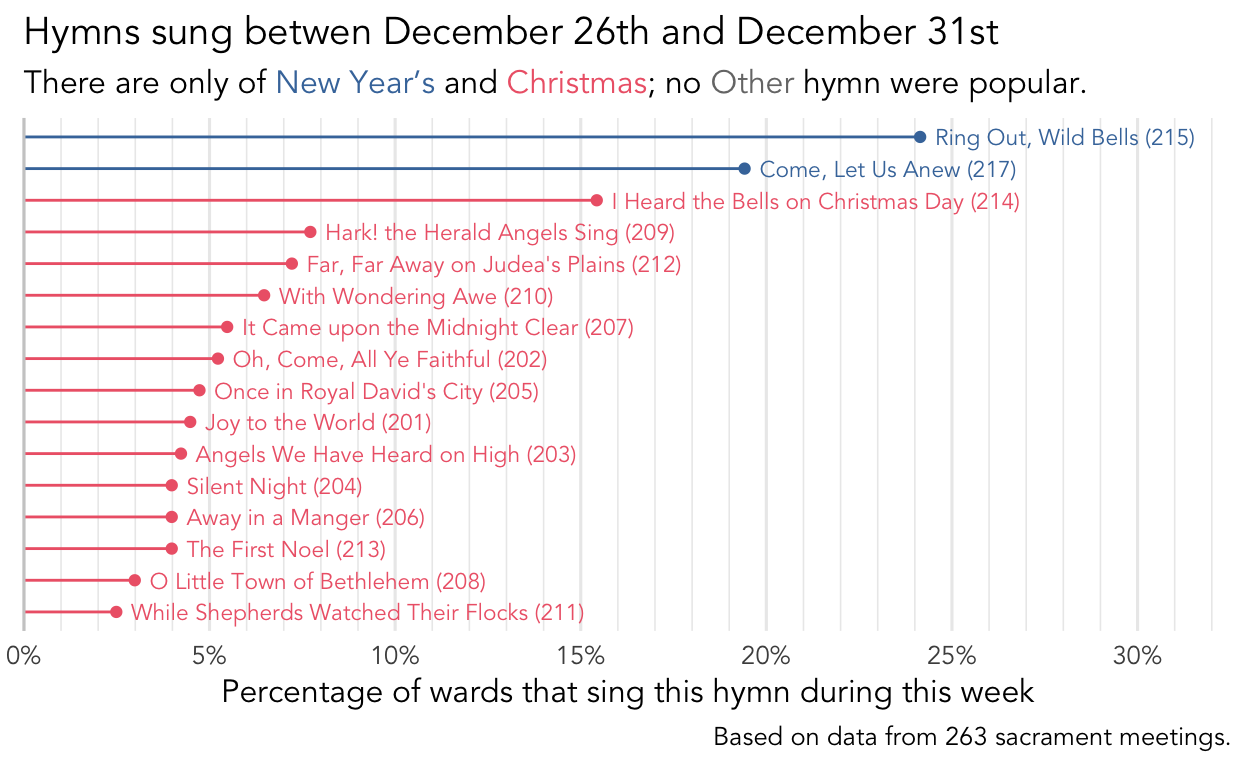 Hymns sung betwen December 26th and December 31st
There are only of New Year’s and Christmas; no Other hymn were popular.
Ring Out, Wild Bells (215)
Come, Let Us Anew (217)
I Heard the Bells on Christmas Day (214)
Hark! the Herald Angels Sing (209)
Far, Far Away on Judea's Plains (212)
With Wondering Awe (210)
It Came upon the Midnight Clear (207)
Oh, Come, All Ye Faithful (202)
Once in Royal David's City (205)
Joy to the World (201)
Angels We Have Heard on High (203)
Silent Night (204)
Away in a Manger (206)
The First Noel (213)
O Little Town of Bethlehem (208)
While Shepherds Watched Their Flocks (211)
0% 5% 10% 15% 20% 25% 30%
Percentage of wards that sing this hymn during this week
Based on data from 263 sacrament meetings.